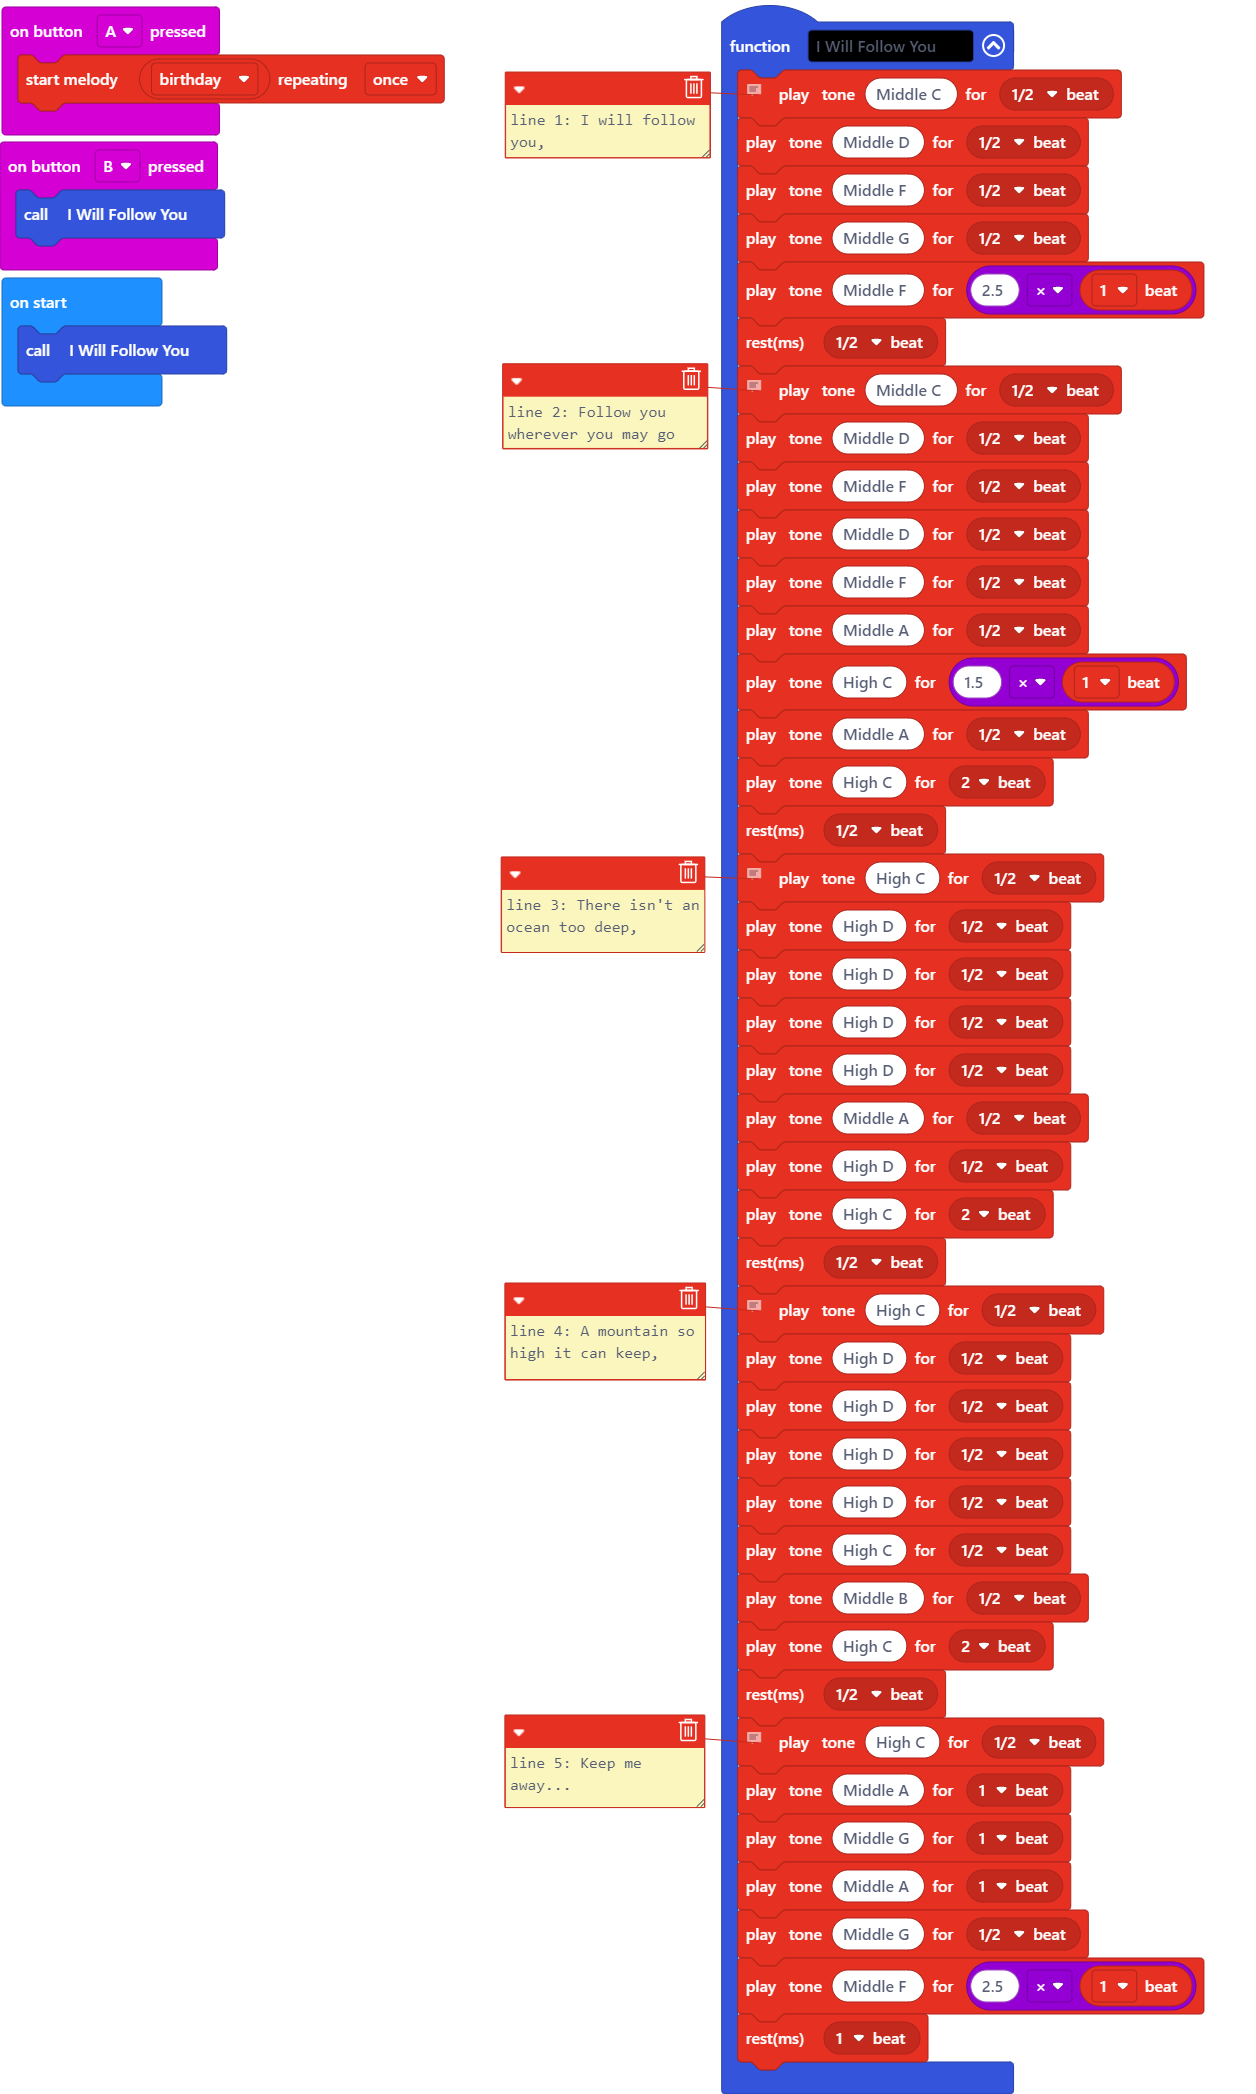 on button A pressed
start melody birthday repeating once
on button B pressed
call I Will Follow You
on start
call I Will Follow You
function I Will Follow You
line 1: I will follow
you,
play tone Middle C for 1/2 beat
play tone Middle D for 1/2 beat
play tone Middle F for 1/2 beat
play tone Middle G for 1/2 beat
play tone Middle F for 2.5 × 1 beat
rest(ms) 1/2 beat
line 2: Follow you
wherever you may go
play tone Middle C for 1/2 beat
play tone Middle D for 1/2 beat
play tone Middle F for 1/2 beat
play tone Middle D for 1/2 beat
play tone Middle F for 1/2 beat
play tone Middle A for 1/2 beat
play tone High C for 1.5 × 1 beat
play tone Middle A for 1/2 beat
play tone High C for 2 beat
rest(ms) 1/2 beat
line 3: There isn't an
ocean too deep,
play tone High C for 1/2 beat
play tone High D for 1/2 beat
play tone High D for 1/2 beat
play tone High D for 1/2 beat
play tone High D for 1/2 beat
play tone Middle A for 1/2 beat
play tone High D for 1/2 beat
play tone High C for 2 beat
rest(ms) 1/2 beat
line 4: A mountain so
high it can keep,
play tone High C for 1/2 beat
play tone High D for 1/2 beat
play tone High D for 1/2 beat
play tone High D for 1/2 beat
play tone High D for 1/2 beat
play tone High C for 1/2 beat
play tone Middle B for 1/2 beat
play tone High C for 2 beat
rest(ms) 1/2 beat
line 5: Keep me
away...
play tone High C for 1/2 beat
play tone Middle A for 1 beat
play tone Middle G for 1 beat
play tone Middle A for 1 beat
play tone Middle G for 1/2 beat
play tone Middle F for 2.5 × 1 beat
rest(ms) 1 beat